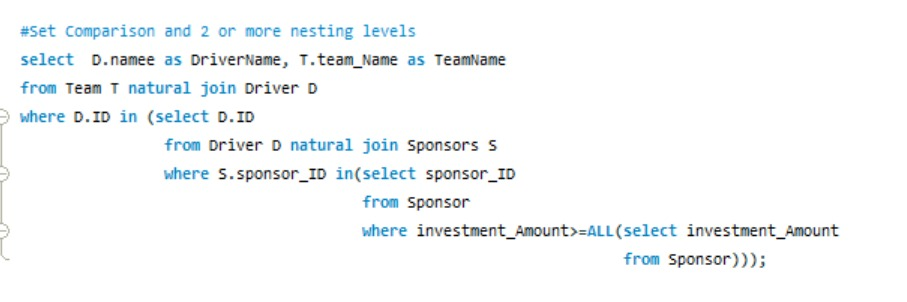 #Set Comparison and 2 or more nesting levels
select  D.namee as DriverName, T.team_Name as TeamName
from Team T natural join Driver D
where D.ID in (select D.ID
from Driver D natural join Sponsors S
where S.sponsor_ID in(select sponsor_ID
from Sponsor
where investment_Amount>=ALL(select investment_Amount
from Sponsor)));